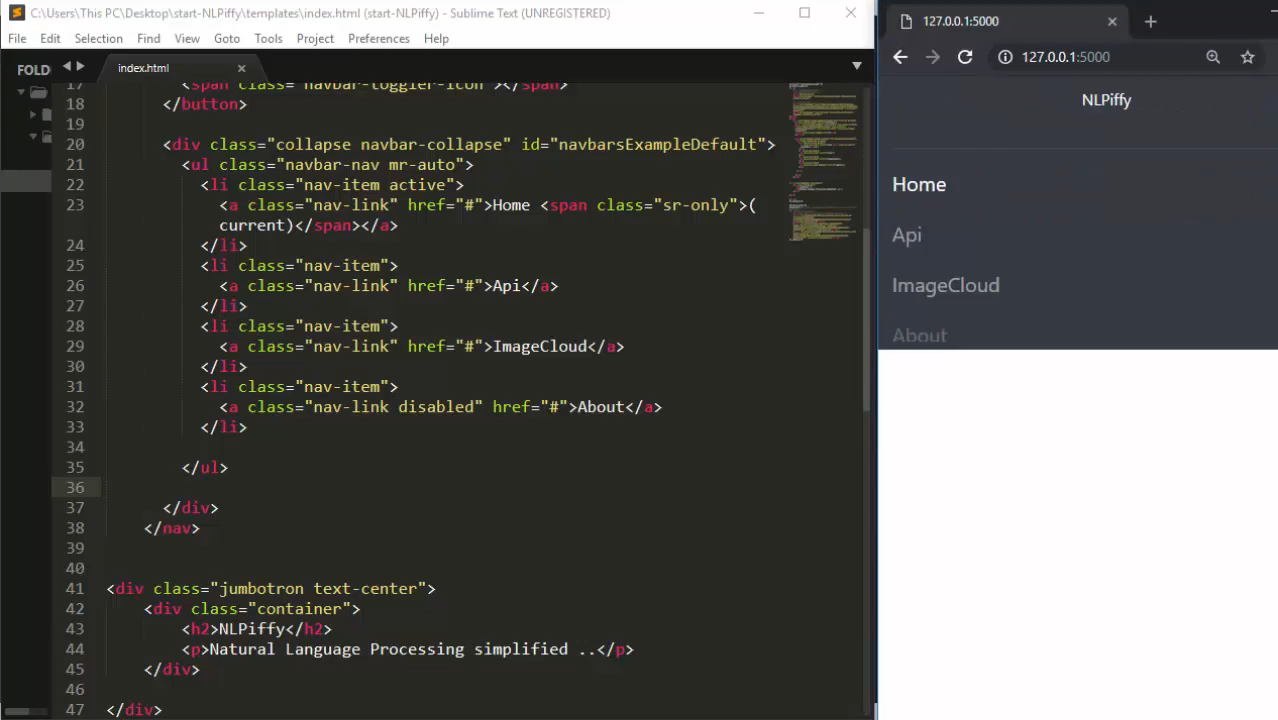 C:\Users\This PC\Desktop\start-NLPiffy\templates\index.html (start-NLPiffy) - Sublime Text (UNREGISTERED)
File Edit Selection Find View Goto Tools Project Preferences Help
FOLD
index.html
17 <span class="navbar-toggler-icon"></span>
18 </button>
19
20 <div class="collapse navbar-collapse" id="navbarsExampleDefault">
21 <ul class="navbar-nav mr-auto">
22 <li class="nav-item active">
23 <a class="nav-link" href="#">Home <span class="sr-only">(
current)</span></a>
24 </li>
25 <li class="nav-item">
26 <a class="nav-link" href="#">Api</a>
27 </li>
28 <li class="nav-item">
29 <a class="nav-link" href="#">ImageCloud</a>
30 </li>
31 <li class="nav-item">
32 <a class="nav-link disabled" href="#">About</a>
33 </li>
34
35 </ul>
36
37 </div>
38 </nav>
39
40
41 <div class="jumbotron text-center">
42 <div class="container">
43 <h2>NLPiffy</h2>
44 <p>Natural Language Processing simplified ..</p>
45 </div>
46
47 </div>
127.0.0.1:5000
127.0.0.1:5000
NLPiffy
Home
Api
ImageCloud
About